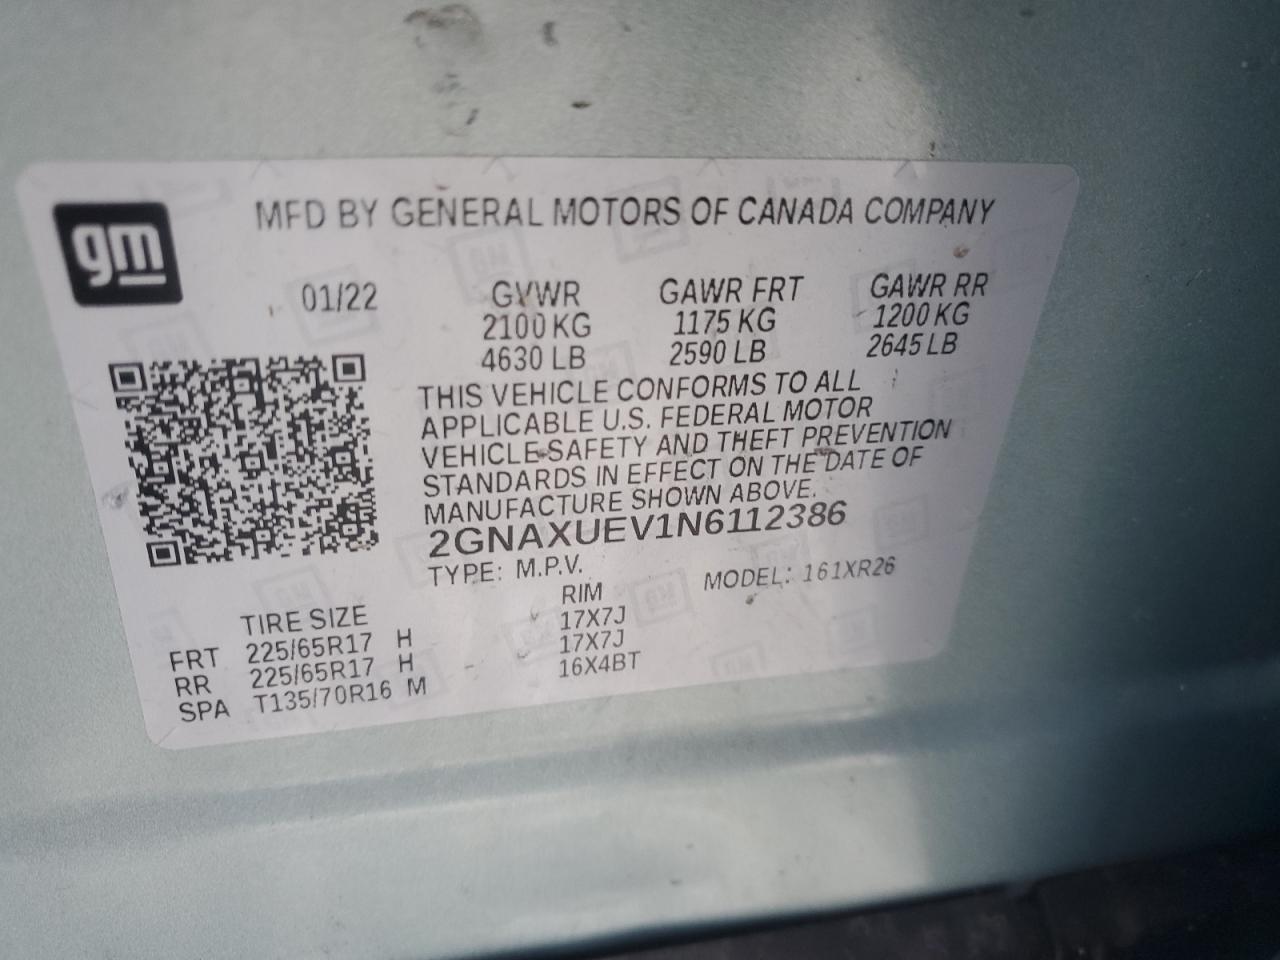 gm
MFD BY GENERAL MOTORS OF CANADA COMPANY
01/22 GVWR GAWR FRT GAWR RR
2100 KG 1175 KG 1200 KG
4630 LB 2590 LB 2645 LB
THIS VEHICLE CONFORMS TO ALL
APPLICABLE U.S. FEDERAL MOTOR
VEHICLE SAFETY AND THEFT PREVENTION
STANDARDS IN EFFECT ON THE DATE OF
MANUFACTURE SHOWN ABOVE.
2GNAXUEV1N6112386
TYPE: M.P.V. MODEL: 161XR26
TIRE SIZE RIM
FRT 225/65R17 H 17X7J
RR 225/65R17 H 17X7J
SPA T135/70R16 M 16X4BT